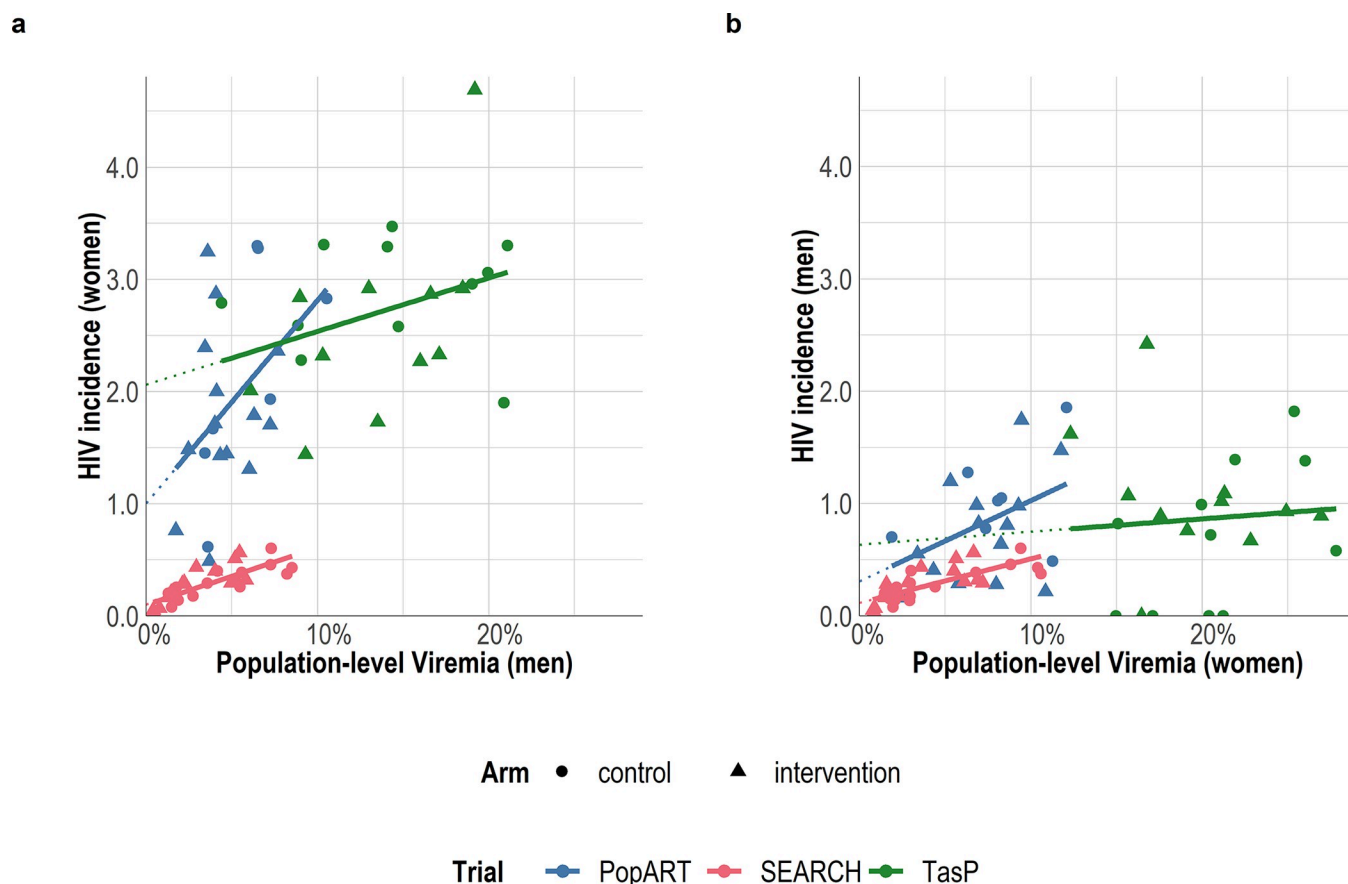 a
b
HIV incidence (women)
4.0
3.0
2.0
1.0
0.0
0% 10% 20%
Population-level Viremia (men)
HIV incidence (men)
4.0
3.0
2.0
1.0
0.0
0% 10% 20%
Population-level Viremia (women)
Arm control intervention
Trial PopART SEARCH TasP